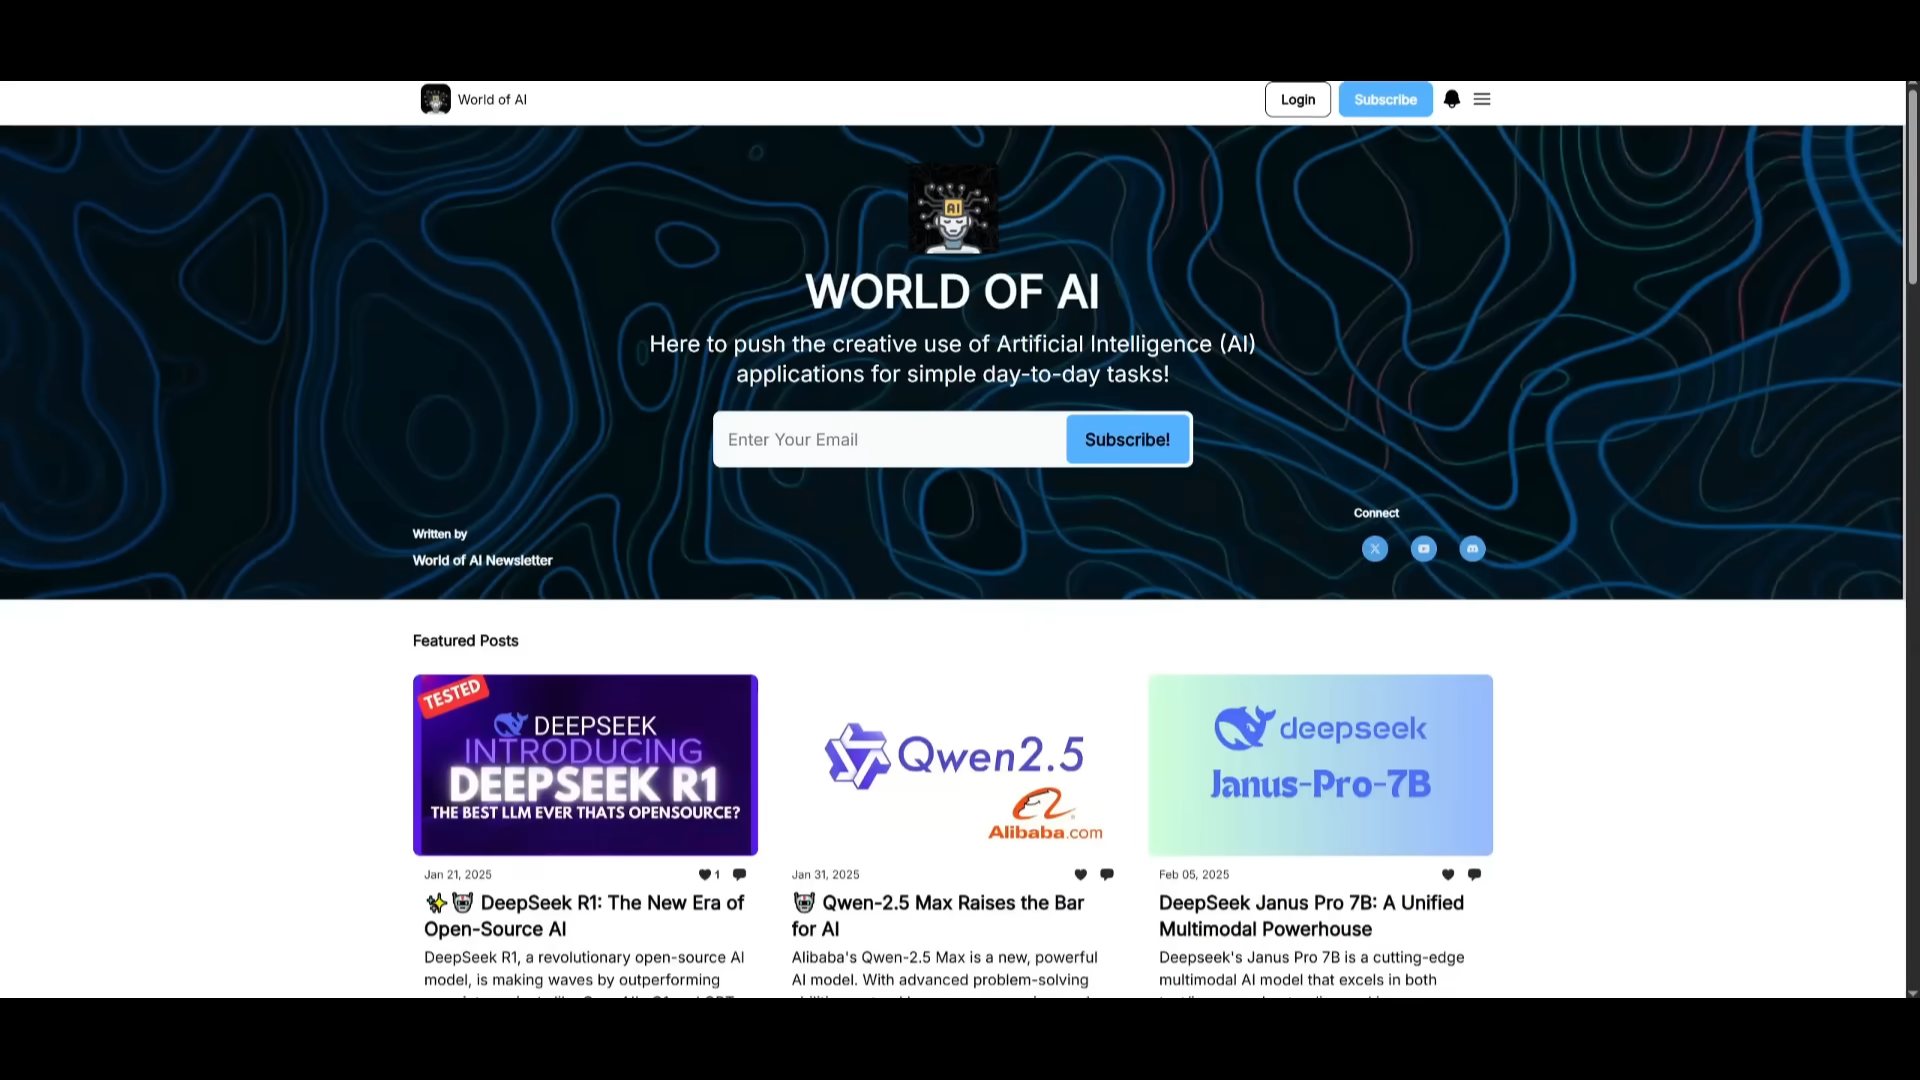 World of AI
Login
Subscribe
AI
WORLD OF AI
Here to push the creative use of Artificial Intelligence (AI)
applications for simple day-to-day tasks!
Enter Your Email
Subscribe!
Written by
World of AI Newsletter
Connect
Featured Posts
TESTED
DEEPSEEK
INTRODUCING
DEEPSEEK R1
THE BEST LLM EVER THATS OPENSOURCE?
Jan 21, 2025
1
✨🤖 DeepSeek R1: The New Era of
Open-Source AI
DeepSeek R1, a revolutionary open-source AI
model, is making waves by outperforming
Qwen2.5
Alibaba.com
Jan 31, 2025
🤖 Qwen-2.5 Max Raises the Bar
for AI
Alibaba's Qwen-2.5 Max is a new, powerful
AI model. With advanced problem-solving
deepseek
Janus-Pro-7B
Feb 05, 2025
DeepSeek Janus Pro 7B: A Unified
Multimodal Powerhouse
Deepseek's Janus Pro 7B is a cutting-edge
multimodal AI model that excels in both